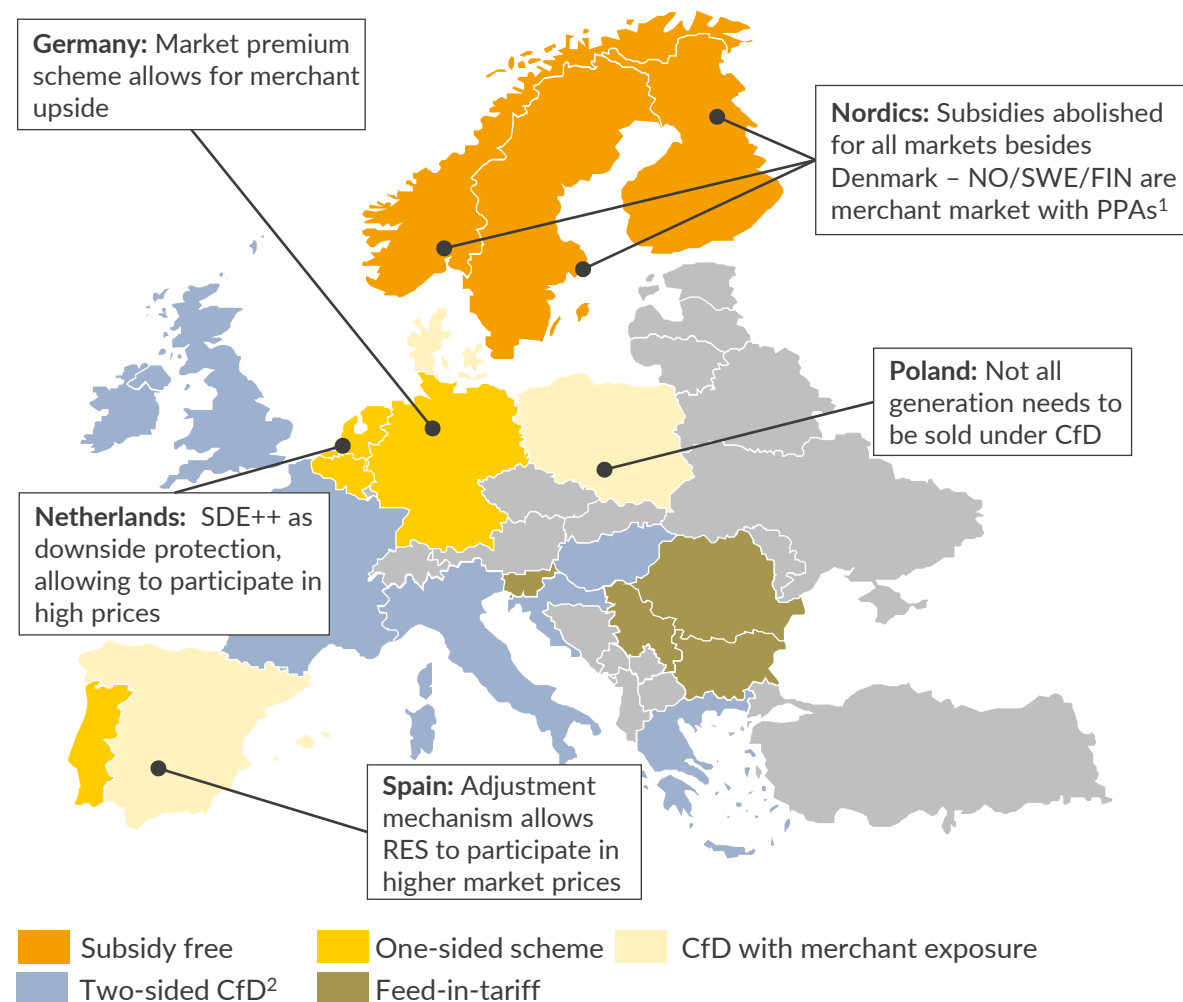 Germany: Market premium
scheme allows for merchant
upside
Nordics: Subsidies abolished
for all markets besides
Denmark – NO/SWE/FIN are
merchant market with PPAs¹
Poland: Not all
generation needs to
be sold under CfD
Netherlands: SDE++ as
downside protection,
allowing to participate in
high prices
Spain: Adjustment
mechanism allows
RES to participate in
higher market prices
Subsidy free
One-sided scheme
CfD with merchant exposure
Two-sided CfD²
Feed-in-tariff